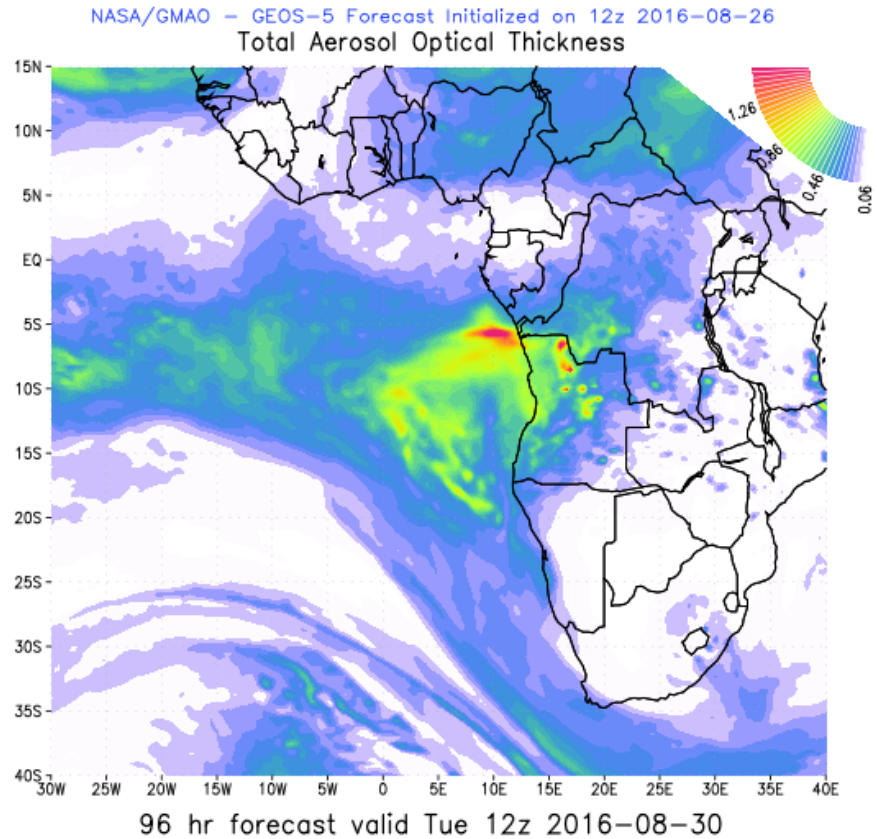 NASA/GMAO - GEOS-5 Forecast Initialized on 12z 2016-08-26
Total Aerosol Optical Thickness
15N
10N
5N
EQ
5S
10S
15S
20S
25S
30S
35S
40S
1.26
0.86
0.46
0.06
30W 25W 20W 15W 10W 5W 0 5E 10E 15E 20E 25E 30E 35E 40E
96 hr forecast valid Tue 12z 2016-08-30